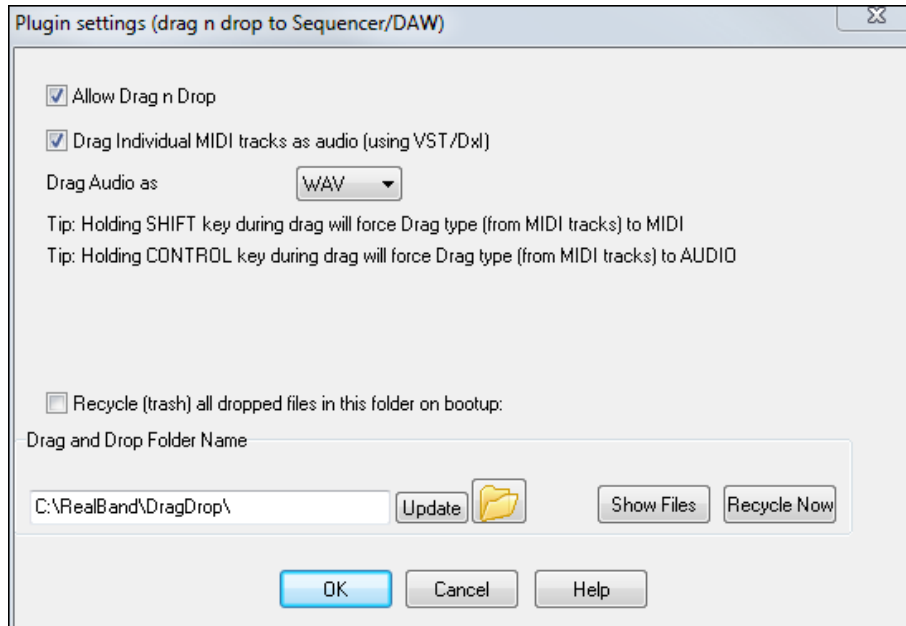 Plugin settings (drag n drop to Sequencer/DAW)
Allow Drag n Drop
Drag Individual MIDI tracks as audio (using VST/DxI)
Drag Audio as WAV
Tip: Holding SHIFT key during drag will force Drag type (from MIDI tracks) to MIDI
Tip: Holding CONTROL key during drag will force Drag type (from MIDI tracks) to AUDIO
Recycle (trash) all dropped files in this folder on bootup:
Drag and Drop Folder Name
C:\RealBand\DragDrop\ Update Show Files Recycle Now
OK Cancel Help